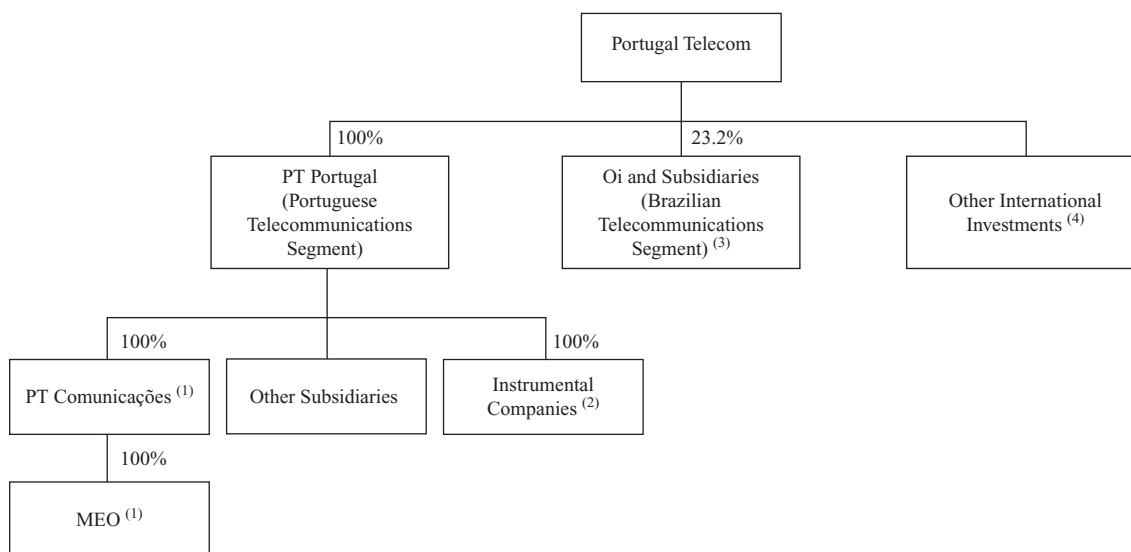 Portugal Telecom
100%
23.2%
PT Portugal
(Portuguese
Telecommunications
Segment)
Oi and Subsidiaries
(Brazilian
Telecommunications
Segment) (3)
Other International
Investments (4)
100%
100%
PT Comunicações (1)
Other Subsidiaries
Instrumental
Companies (2)
100%
MEO (1)